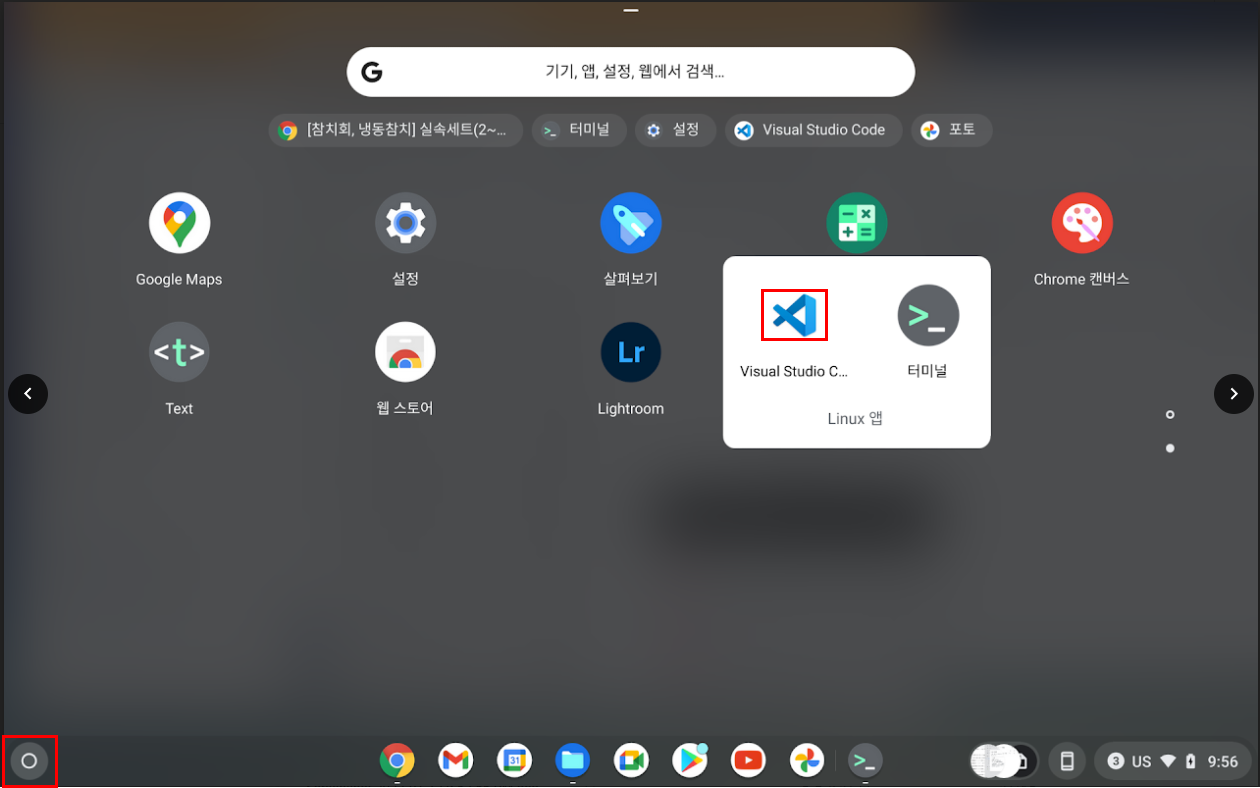 기기, 앱, 설정, 웹에서 검색...
[참치회, 냉동참치] 실속세트(2~...
>_ 터미널
설정
Visual Studio Code
포토
Google Maps
설정
살펴보기
Chrome 캔버스
<t>
Text
웹 스토어
Lr
Lightroom
Visual Studio C...
>_
터미널
Linux 앱
31
>_
3 US 9:56